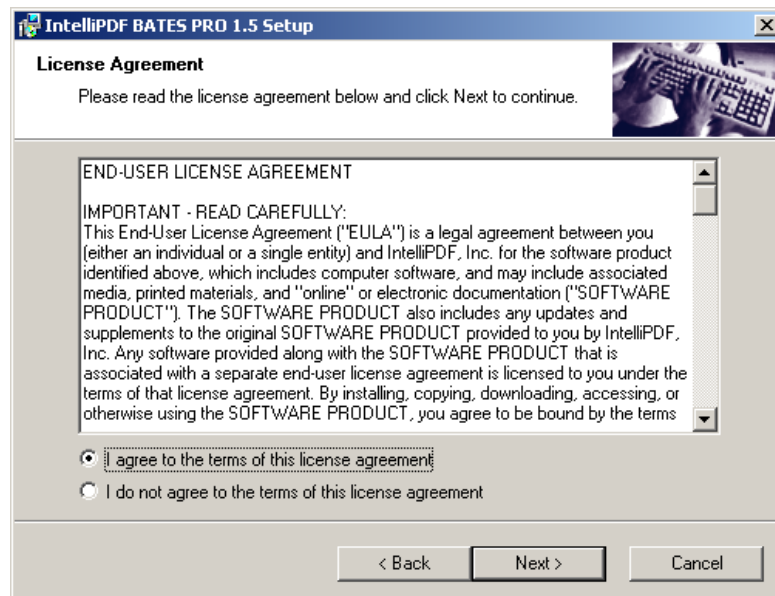 IntelliPDF BATES PRO 1.5 Setup
License Agreement
Please read the license agreement below and click Next to continue.
END-USER LICENSE AGREEMENT
IMPORTANT - READ CAREFULLY:
This End-User License Agreement ("EULA") is a legal agreement between you
(either an individual or a single entity) and IntelliPDF, Inc. for the software product
identified above, which includes computer software, and may include associated
media, printed materials, and "online" or electronic documentation ("SOFTWARE
PRODUCT"). The SOFTWARE PRODUCT also includes any updates and
supplements to the original SOFTWARE PRODUCT provided to you by IntelliPDF,
Inc. Any software provided along with the SOFTWARE PRODUCT that is
associated with a separate end-user license agreement is licensed to you under the
terms of that license agreement. By installing, copying, downloading, accessing, or
otherwise using the SOFTWARE PRODUCT, you agree to be bound by the terms
I agree to the terms of this license agreement
I do not agree to the terms of this license agreement
< Back Next > Cancel